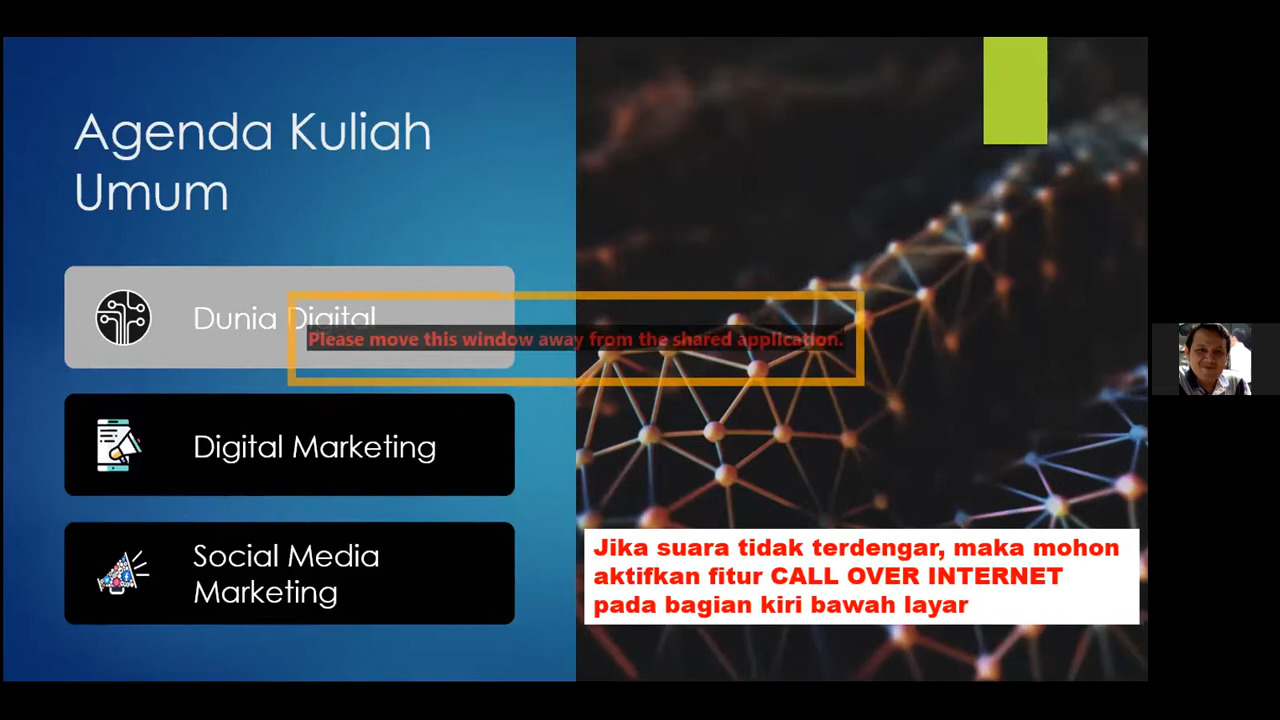 Agenda Kuliah
Umum
Dunia Digital
Please move this window away from the shared application.
Digital Marketing
Social Media
Marketing
Jika suara tidak terdengar, maka mohon
aktifkan fitur CALL OVER INTERNET
pada bagian kiri bawah layar